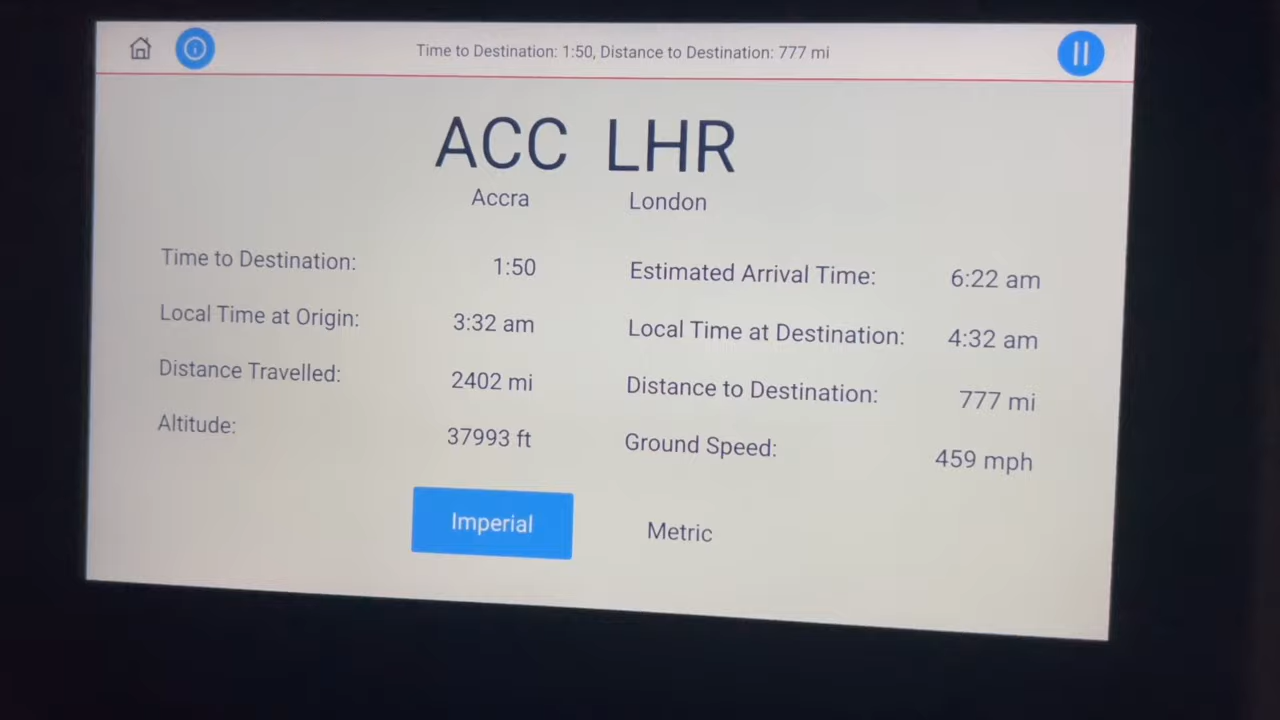 Time to Destination: 1:50, Distance to Destination: 777 mi
ACC LHR
Accra London
Time to Destination: 1:50 Estimated Arrival Time: 6:22 am
Local Time at Origin: 3:32 am Local Time at Destination: 4:32 am
Distance Travelled: 2402 mi Distance to Destination: 777 mi
Altitude: 37993 ft Ground Speed: 459 mph
Imperial Metric